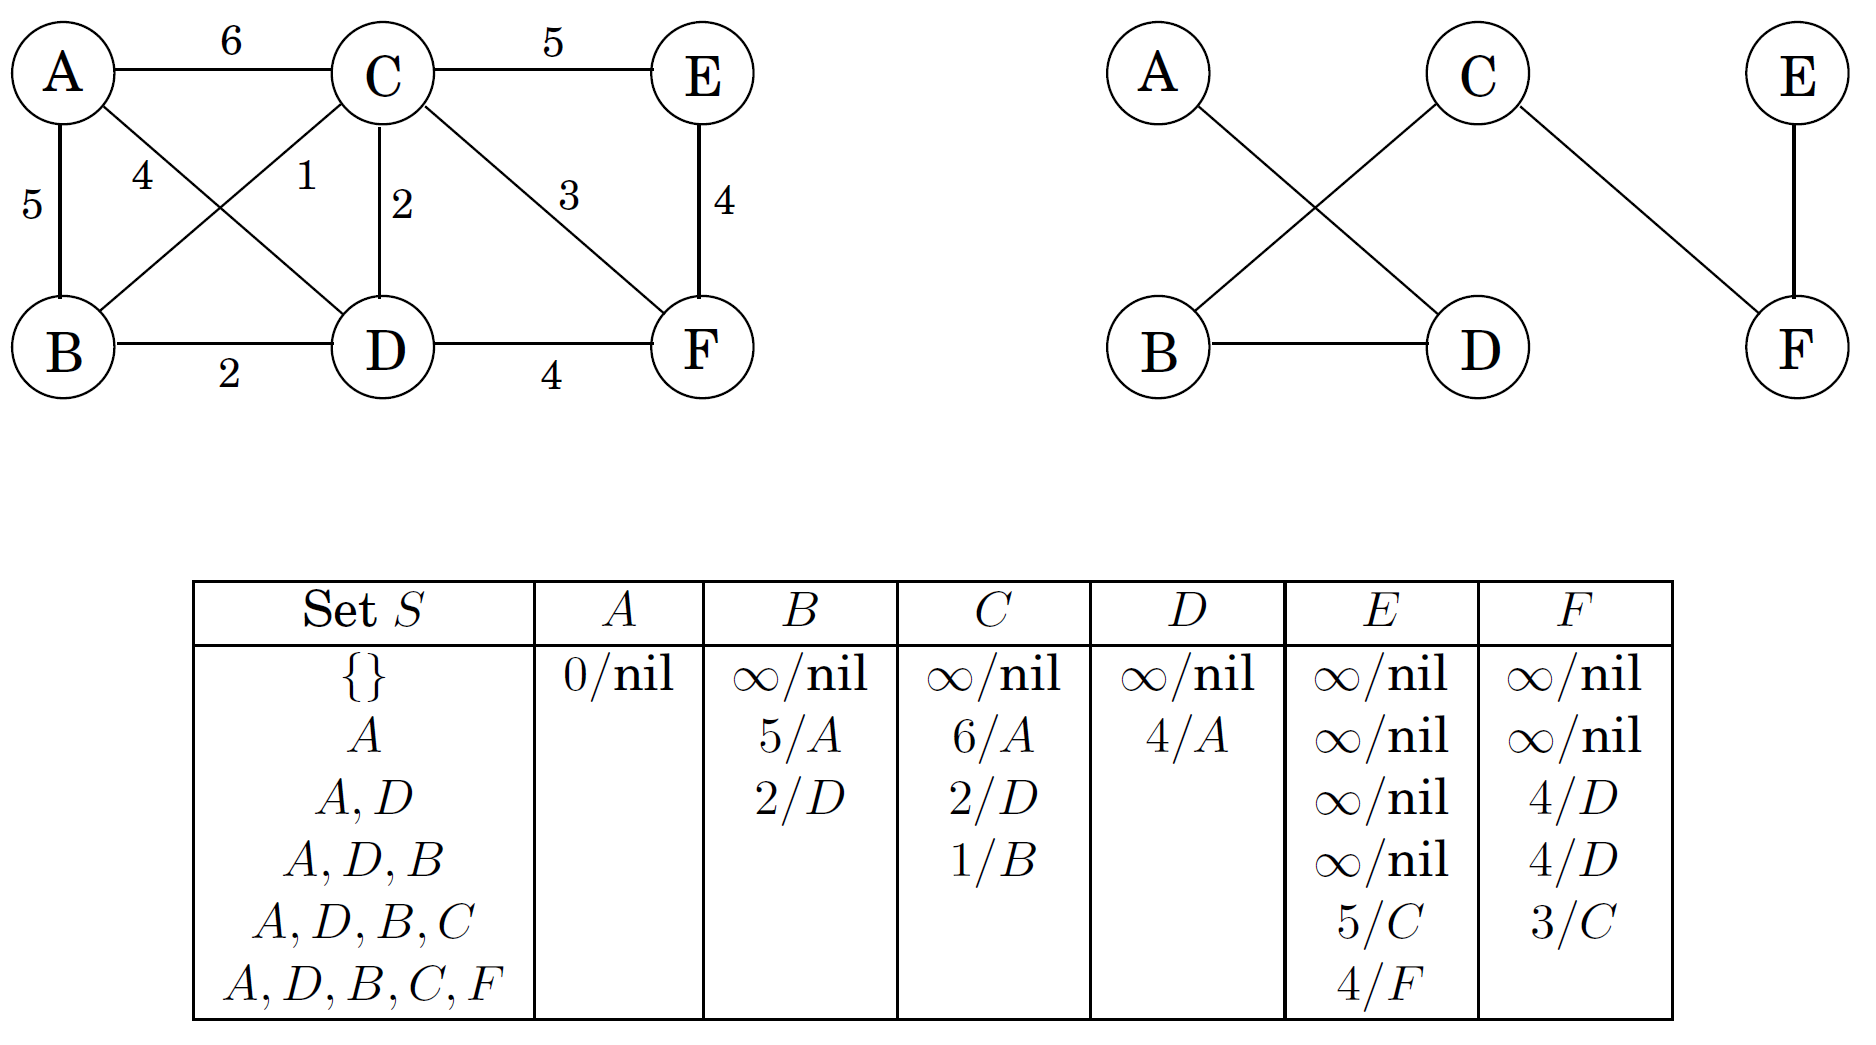 A 6 C 5 E
4 1 3
5 2 4
B 2 D 4 F
A C E
B D F
Set S A B C D E F
{} 0/nil ∞/nil ∞/nil ∞/nil ∞/nil ∞/nil
A 5/A 6/A 4/A ∞/nil ∞/nil
A, D 2/D 2/D ∞/nil 4/D
A, D, B 1/B ∞/nil 4/D
A, D, B, C 5/C 3/C
A, D, B, C, F 4/F